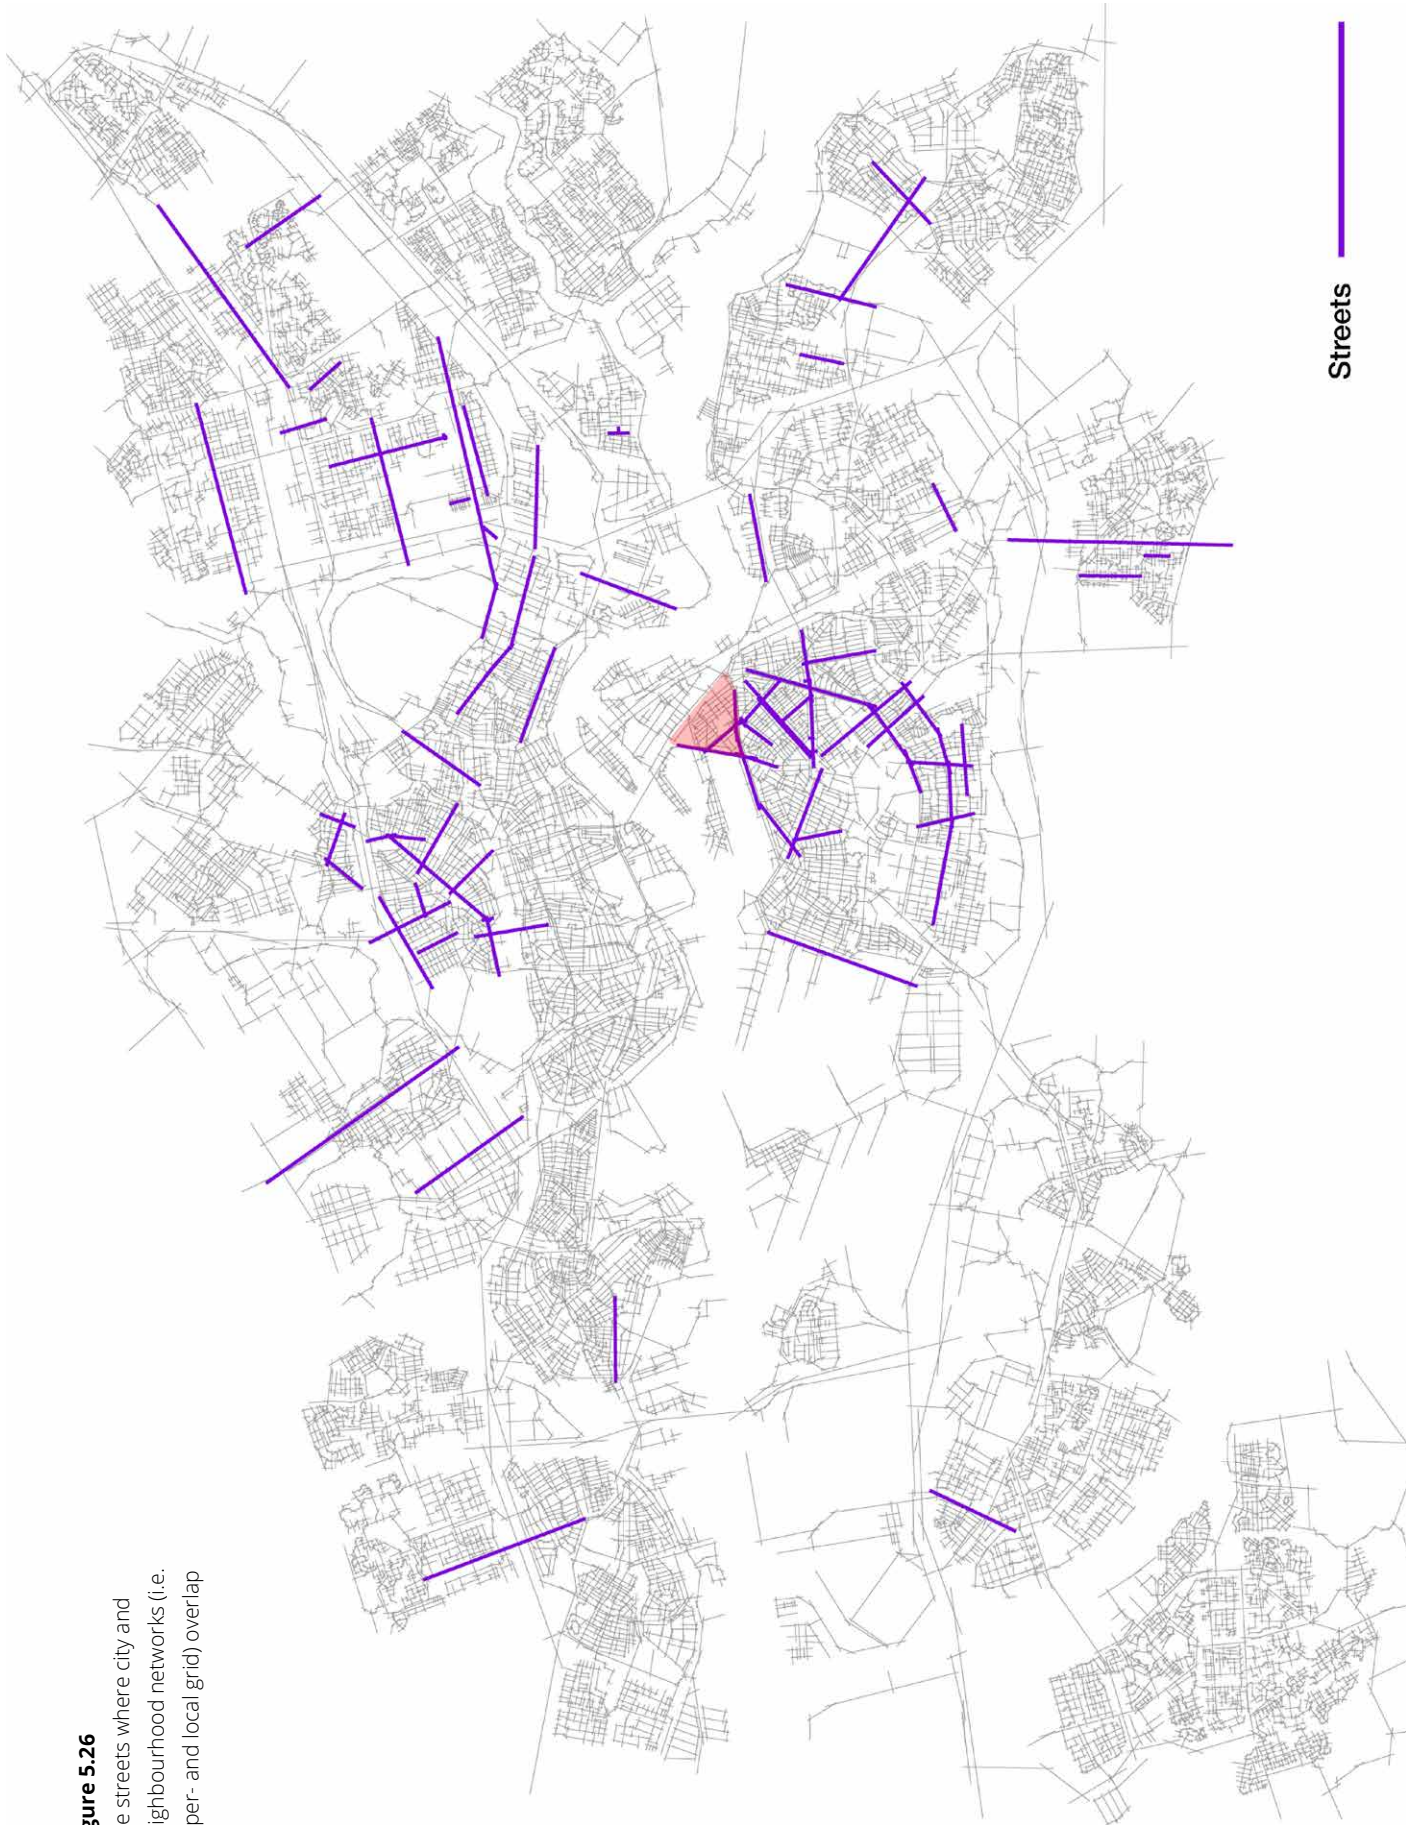 gure 5.26
e streets where city and
ighbourhood networks (i.e.
per- and local grid) overlap
Streets